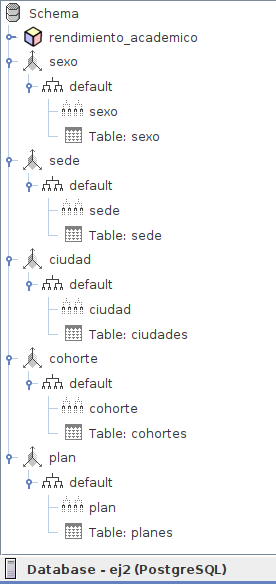 Schema
rendimiento_academico
sexo
default
sexo
Table: sexo
sede
default
sede
Table: sede
ciudad
default
ciudad
Table: ciudades
cohorte
default
cohorte
Table: cohortes
plan
default
plan
Table: planes
Database - ej2 (PostgreSQL)